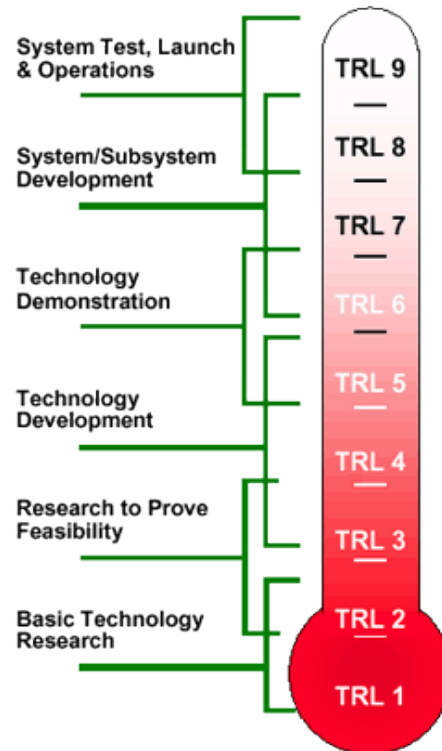 System Test, Launch
& Operations
System/Subsystem
Development
Technology
Demonstration
Technology
Development
Research to Prove
Feasibility
Basic Technology
Research
TRL 9
TRL 8
TRL 7
TRL 6
TRL 5
TRL 4
TRL 3
TRL 2
TRL 1